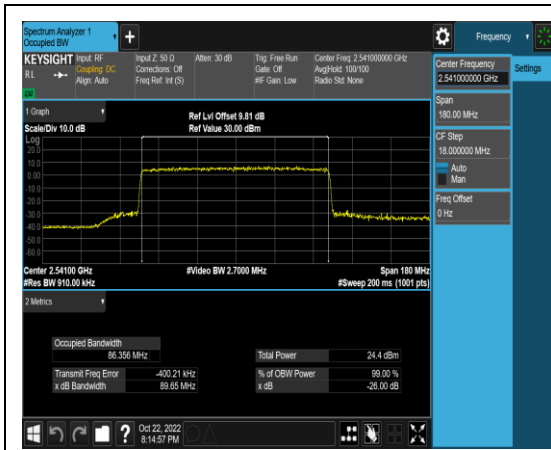 Spectrum Analyzer 1
Occupied BW
Frequency
KEYSIGHT
RL
Input: RF
Coupling: DC
Align: Auto
Input Z: 50 Ω
Corrections: Off
Freq Ref: Int (S)
Atten: 30 dB
Trig: Free Run
Gate: Off
#IF Gain: Low
Center Freq: 2.541000000 GHz
Avg|Hold: 100/100
Radio Std: None
Center Frequency
2.541000000 GHz
Settings
Span
180.00 MHz
CF Step
18.000000 MHz
Auto
Man
Freq Offset
0 Hz
1 Graph
Scale/Div 10.0 dB
Ref Lvl Offset 9.81 dB
Ref Value 30.00 dBm
Log
20.0
10.0
0.00
-10.0
-20.0
-30.0
-40.0
-50.0
-60.0
Center 2.54100 GHz
#Res BW 910.00 kHz
#Video BW 2.7000 MHz
Span 180 MHz
#Sweep 200 ms (1001 pts)
2 Metrics
Occupied Bandwidth
86.356 MHz
Total Power
24.4 dBm
Transmit Freq Error
-400.21 kHz
% of OBW Power
99.00 %
x dB Bandwidth
89.65 MHz
x dB
-26.00 dB
?
Oct 22, 2022
8:14:57 PM